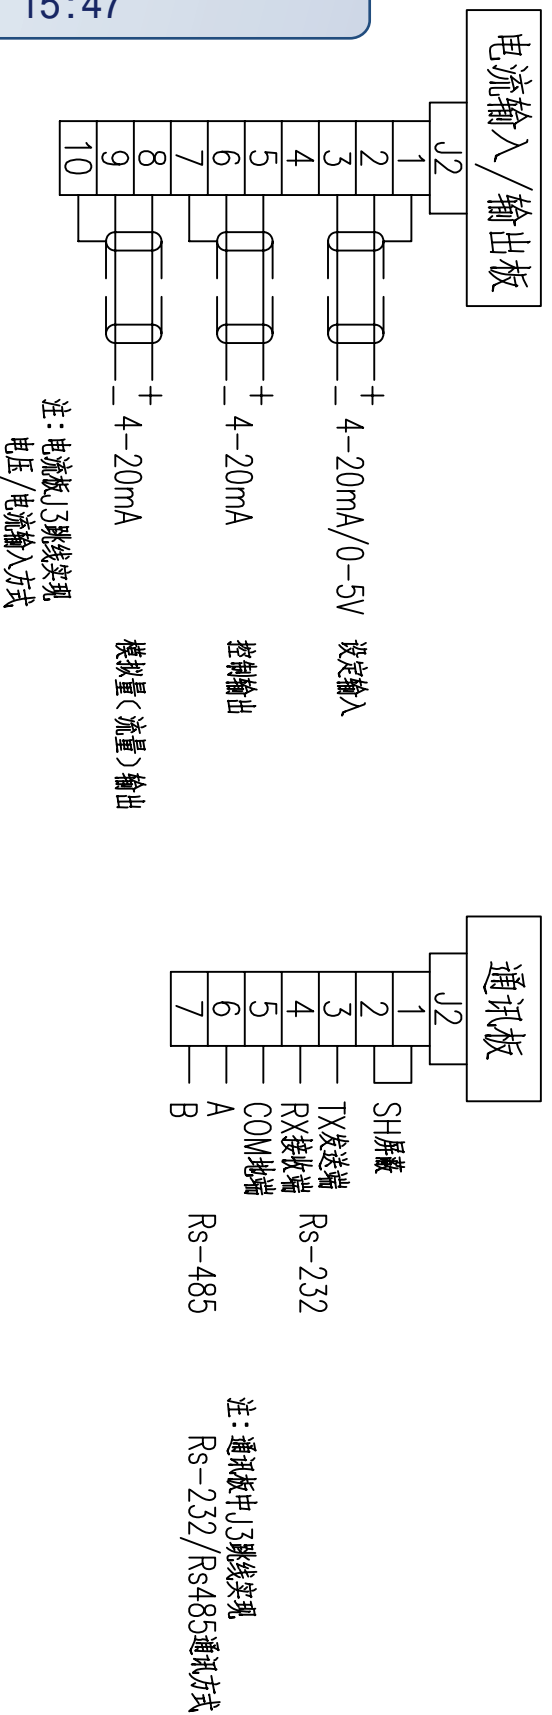 15:47
电流输入/输出板
J2
1
2
3
4
5
6
7
8
9
10
+
- 4-20mA/0-5V 设定输入
+
- 4-20mA 控制输出
+
- 4-20mA 模拟量(流量)输出
注:电流板J3跳线实现
电压/电流输入方式
通讯板
J2
1
2
3
4
5
6
7
SH屏蔽
TX发送端
RX接收端
Rs-232
COM地端
A
B
Rs-485
注:通讯板中J3跳线实现
Rs-232/Rs485通讯方式